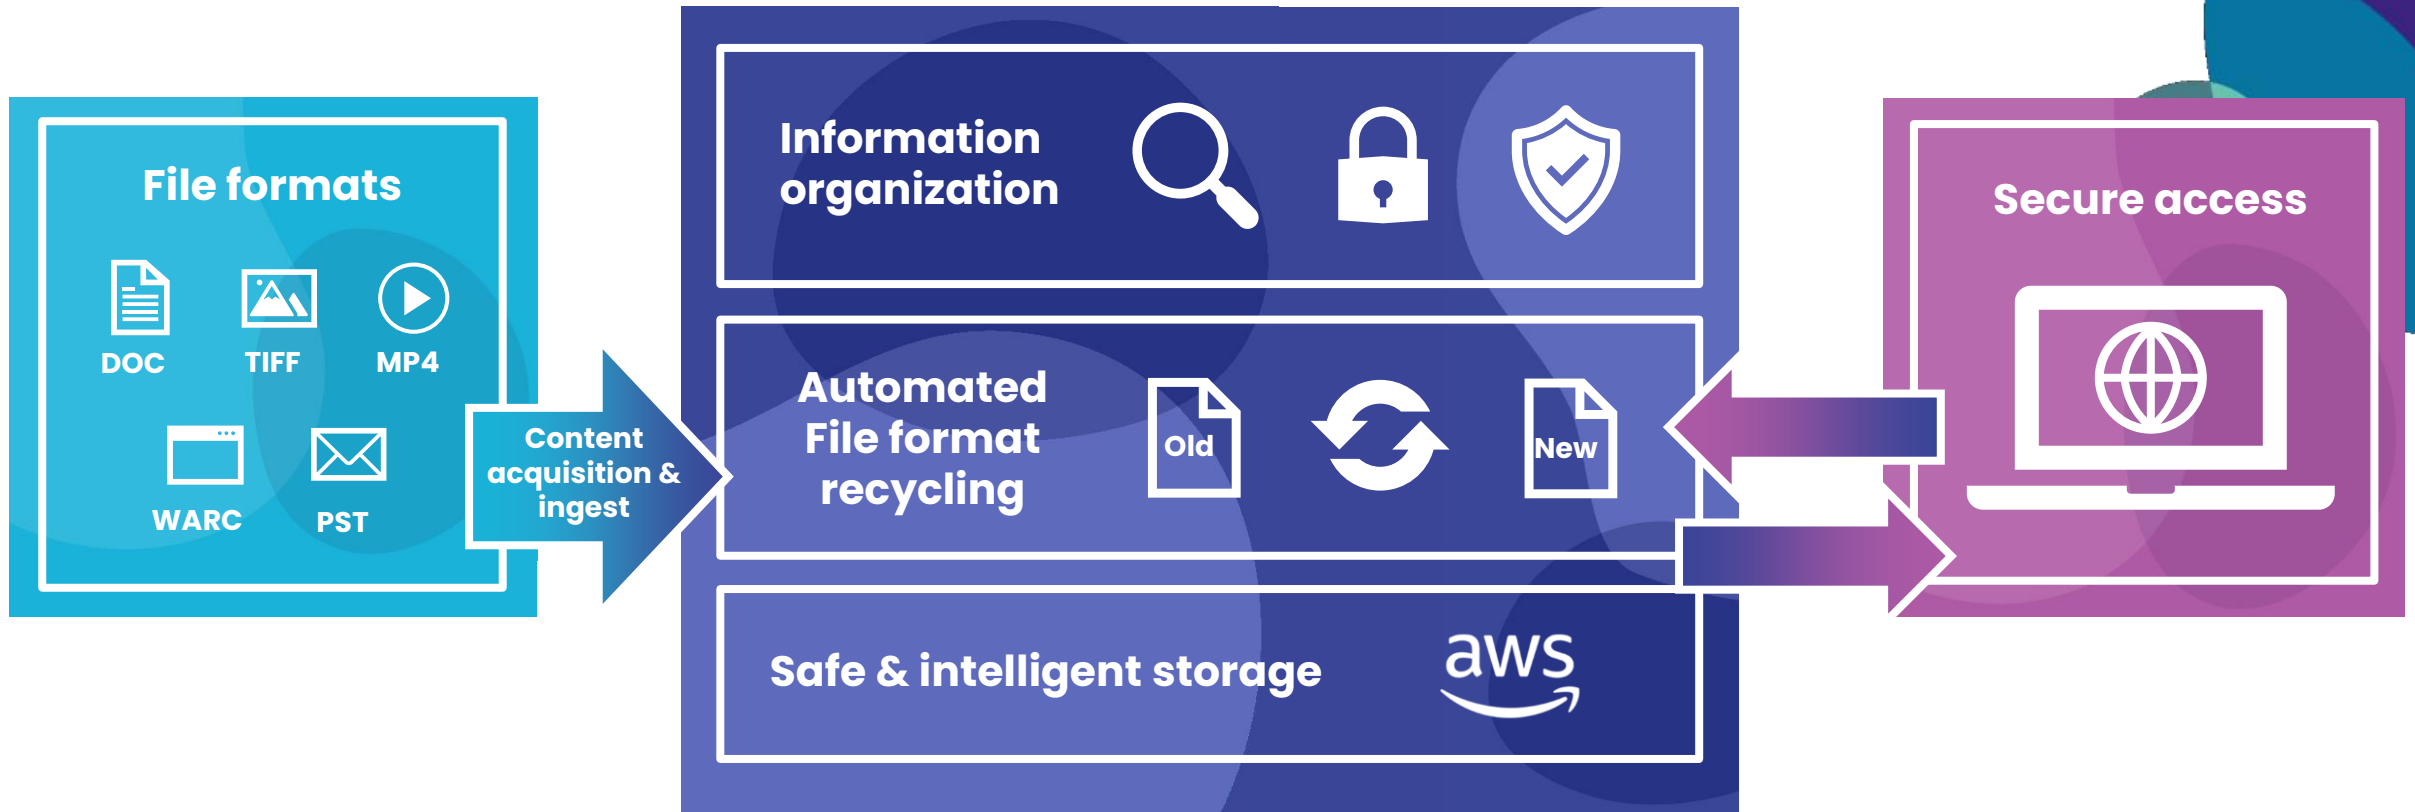 File formats
DOC
TIFF
MP4
WARC
PST
Content
acquisition &
ingest
Information
organization
Automated
File format
recycling
Old
New
Safe & intelligent storage
aws
Secure access